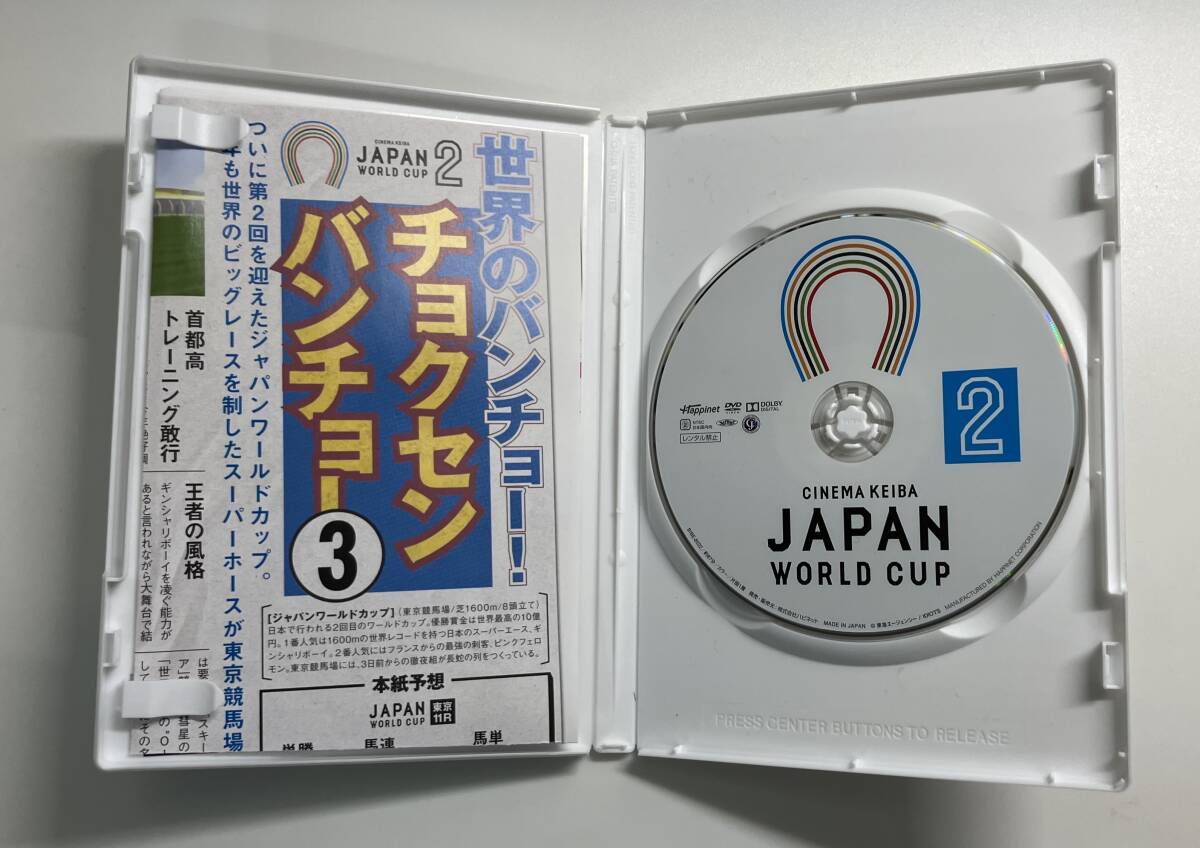 CINEMA KEIBA
JAPAN
WORLD CUP
2
世界のバンチョー！
チョクセン
バンチョー
3
ついに第2回を迎えたジャパンワールドカップ。
年も世界のビッグレースを制したスーパーホースが東京競馬場
首都高
トレーニング敢行
王者の風格
ギンシャリボーイを凌ぐ能力が
あると言われながら大舞台で結
[ジャパンワールドカップ]（東京競馬場/芝1600m/8頭立て）
日本で行われる2回目のワールドカップ。優勝賞金は世界最高の10億
円。1番人気は1600mの世界レコードを持つ日本のスーパーエース、ギ
ンシャリボーイ。2番人気にはフランスからの最強の刺客、ピンクフェロ
モン。東京競馬場には、3日前からの徹夜組が長蛇の列をつくっている。
本紙予想
JAPAN
WORLD CUP
東京
11R
単勝
馬連
馬単
Happinet
DVD
VIDEO
DOLBY
DIGITAL
NTSC
日本国内向
レンタル禁止
2
CINEMA KEIBA
JAPAN
WORLD CUP
MADE IN JAPAN
MANUFACTURED BY HAPPINET CORPORATION
PRESS CENTER BUTTONS TO RELEASE